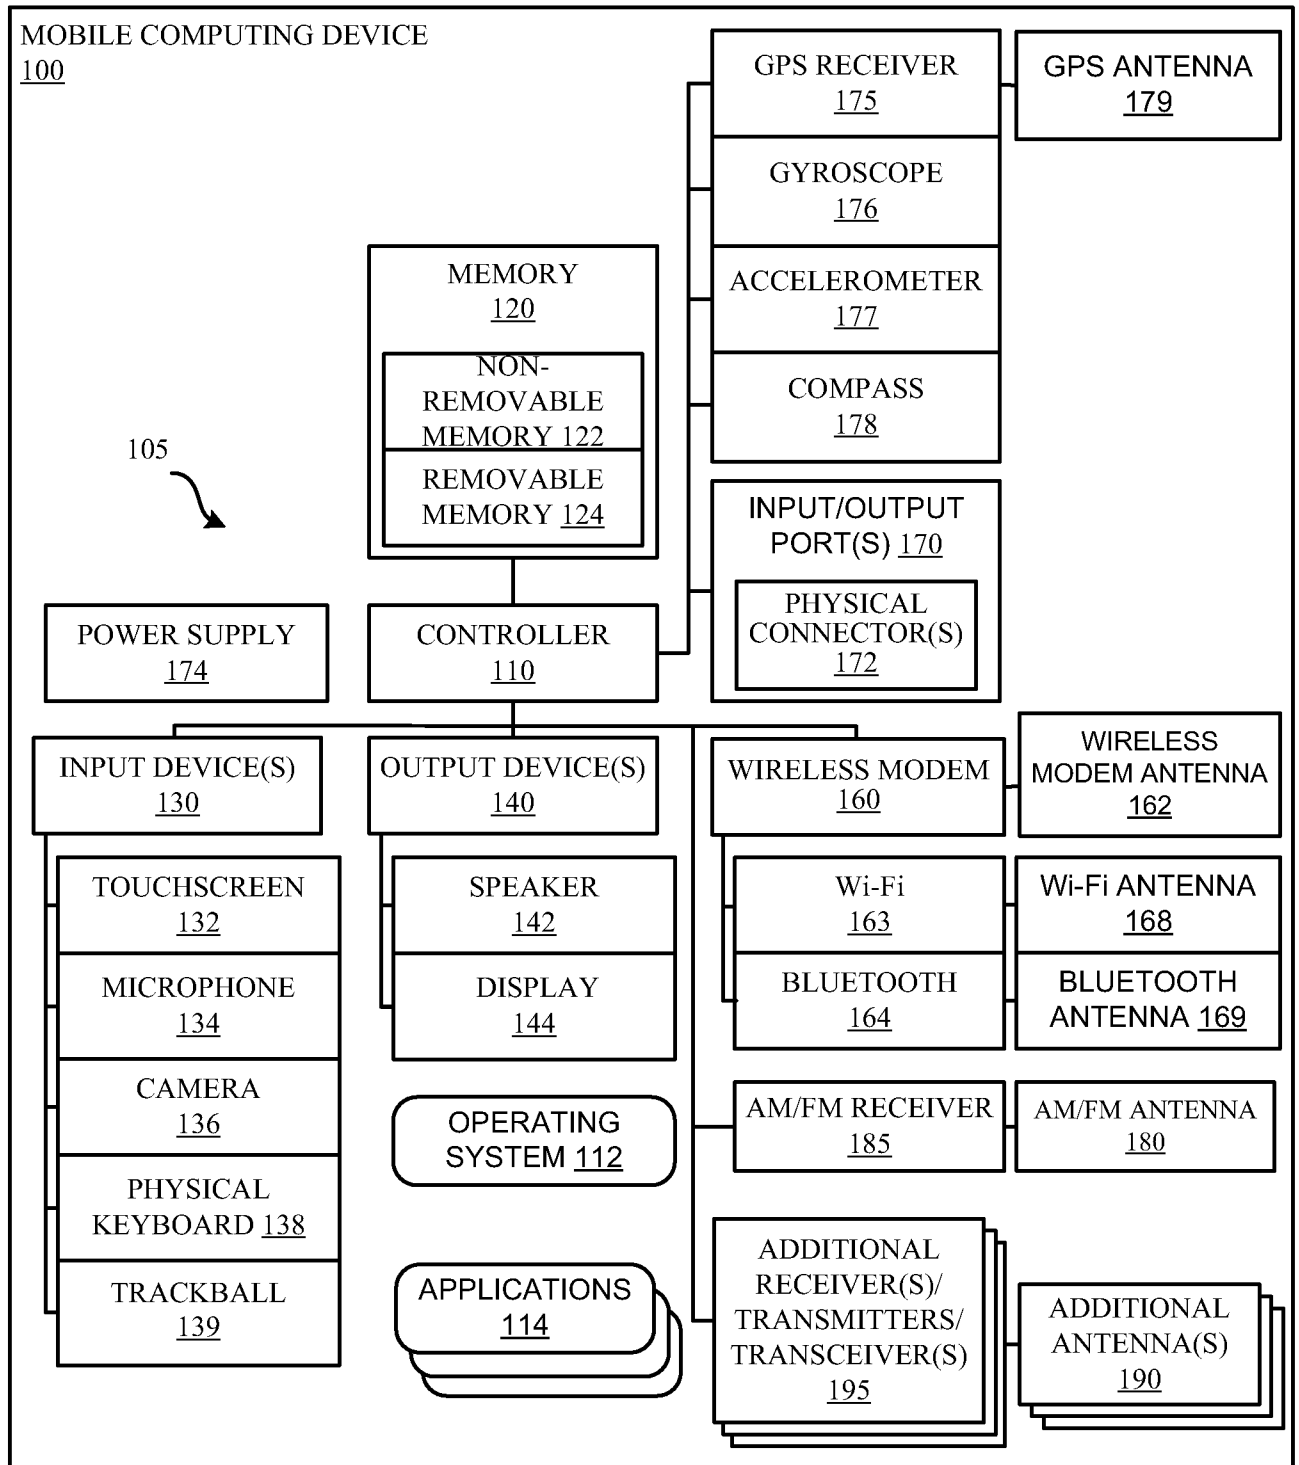 MOBILE COMPUTING DEVICE
100
GPS RECEIVER
175
GPS ANTENNA
179
GYROSCOPE
176
ACCELEROMETER
177
COMPASS
178
MEMORY
120
NON-
REMOVABLE
MEMORY 122
REMOVABLE
MEMORY 124
105
INPUT/OUTPUT
PORT(S) 170
PHYSICAL
CONNECTOR(S)
172
POWER SUPPLY
174
CONTROLLER
110
INPUT DEVICE(S)
130
OUTPUT DEVICE(S)
140
WIRELESS MODEM
160
WIRELESS
MODEM ANTENNA
162
TOUCHSCREEN
132
MICROPHONE
134
CAMERA
136
PHYSICAL
KEYBOARD 138
TRACKBALL
139
SPEAKER
142
DISPLAY
144
Wi-Fi
163
Wi-Fi ANTENNA
168
BLUETOOTH
164
BLUETOOTH
ANTENNA 169
OPERATING
SYSTEM 112
AM/FM RECEIVER
185
AM/FM ANTENNA
180
APPLICATIONS
114
ADDITIONAL
RECEIVER(S)/
TRANSMITTERS/
TRANSCEIVER(S)
195
ADDITIONAL
ANTENNA(S)
190